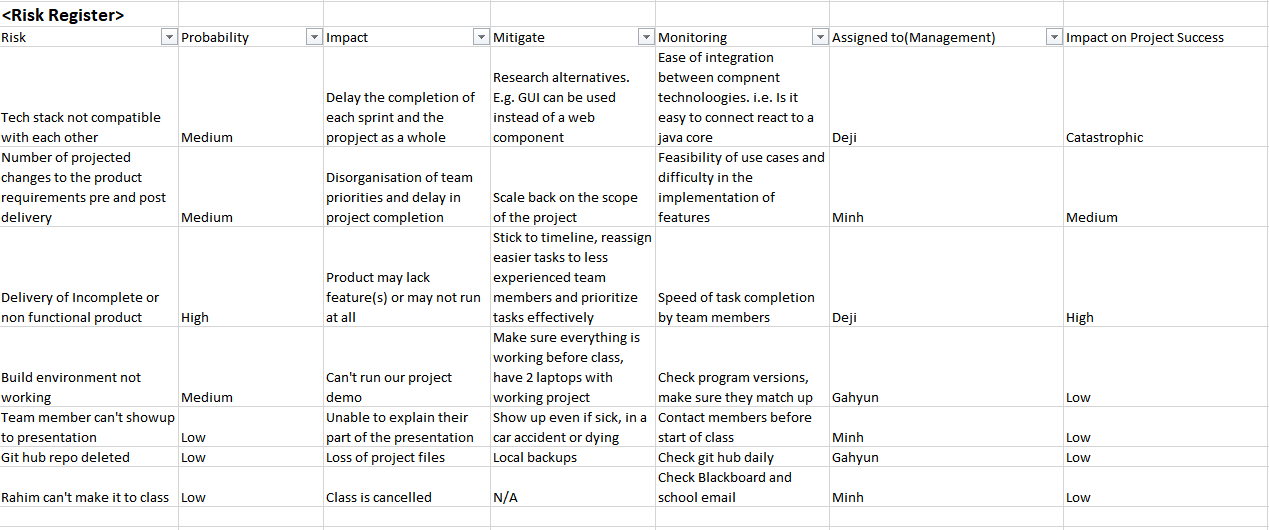 <Risk Register>
Risk Probability Impact Mitigate Monitoring Assigned to(Management) Impact on Project Success
Tech stack not compatible
with each other
Medium
Delay the completion of
each sprint and the
propject as a whole
Research alternatives.
E.g. GUI can be used
instead of a web
component
Ease of integration
between compnent
technoloogies. i.e. Is it
easy to connect react to a
java core
Deji
Catastrophic
Number of projected
changes to the product
requirements pre and post
delivery
Medium
Disorganisation of team
priorities and delay in
project completion
Scale back on the scope
of the project
Feasibility of use cases and
difficulty in the
implementation of
features
Minh
Medium
Delivery of Incomplete or
non functional product
High
Product may lack
feature(s) or may not run
at all
Stick to timeline, reassign
easier tasks to less
experienced team
members and prioritize
tasks effectively
Speed of task completion
by team members
Deji
High
Build environment not
working
Medium
Can't run our project
demo
Make sure everything is
working before class,
have 2 laptops with
working project
Check program versions,
make sure they match up
Gahyun
Low
Team member can't showup
to presentation
Low
Unable to explain their
part of the presentation
Show up even if sick, in a
car accident or dying
Contact members before
start of class
Minh
Low
Git hub repo deleted
Low
Loss of project files
Local backups
Check git hub daily
Gahyun
Low
Rahim can't make it to class
Low
Class is cancelled
N/A
Check Blackboard and
school email
Minh
Low